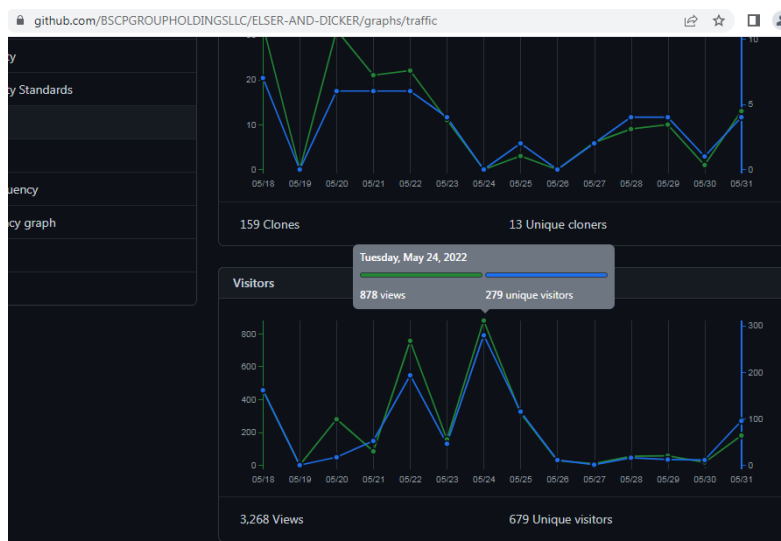 github.com/BSCPGROUPHOLDINGSLLC/ELSER-AND-DICKER/graphs/traffic
Standards
graph
10
20
5
10
0
0
05/18 05/19 05/20 05/21 05/22 05/23 05/24 05/25 05/26 05/27 05/28 05/29 05/30 05/31
159 Clones 13 Unique cloners
Tuesday, May 24, 2022
878 views 279 unique visitors
Visitors
300
800
600
200
400
100
200
0
0
05/18 05/19 05/20 05/21 05/22 05/23 05/24 05/25 05/26 05/27 05/28 05/29 05/30 05/31
3,268 Views 679 Unique visitors